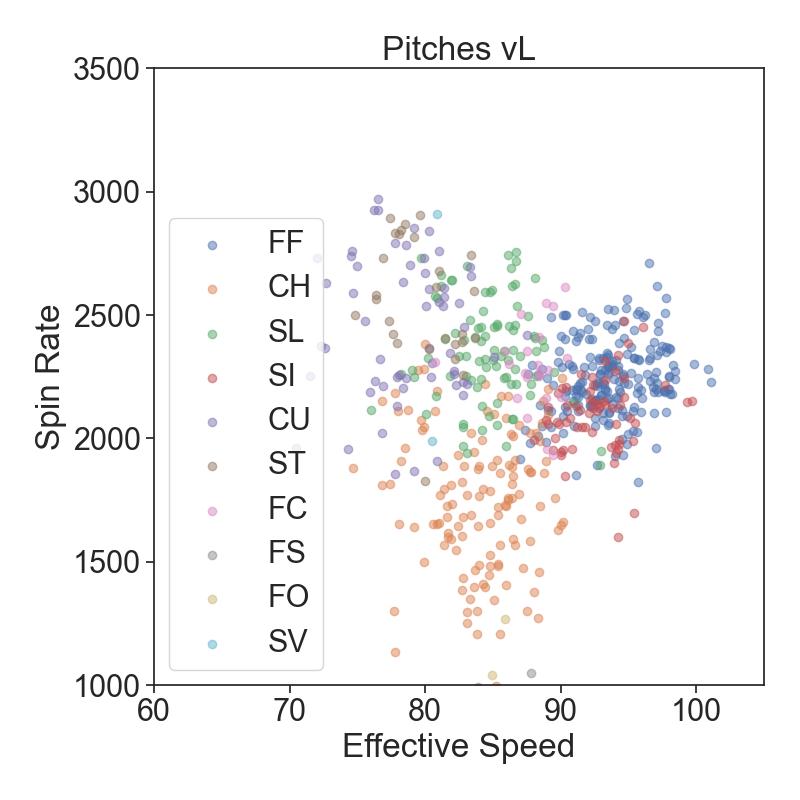 Pitches vL
3500
3000
2500
2000
1500
1000
Spin Rate
FF
CH
SL
SI
CU
ST
FC
FS
FO
SV
60 70 80 90 100
Effective Speed